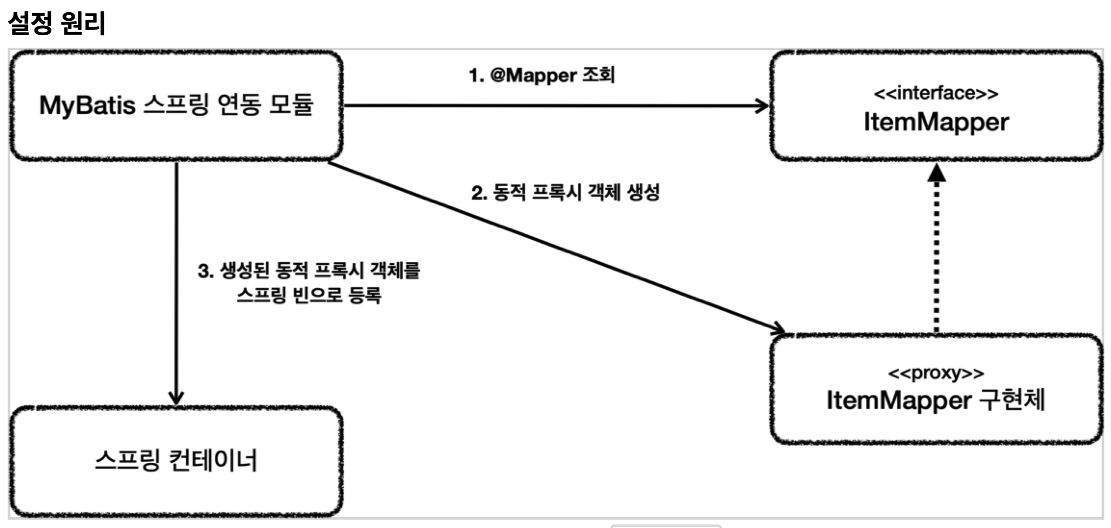 설정 원리
MyBatis 스프링 연동 모듈
1. @Mapper 조회
<<interface>>
ItemMapper
2. 동적 프록시 객체 생성
3. 생성된 동적 프록시 객체를
스프링 빈으로 등록
<<proxy>>
ItemMapper 구현체
스프링 컨테이너